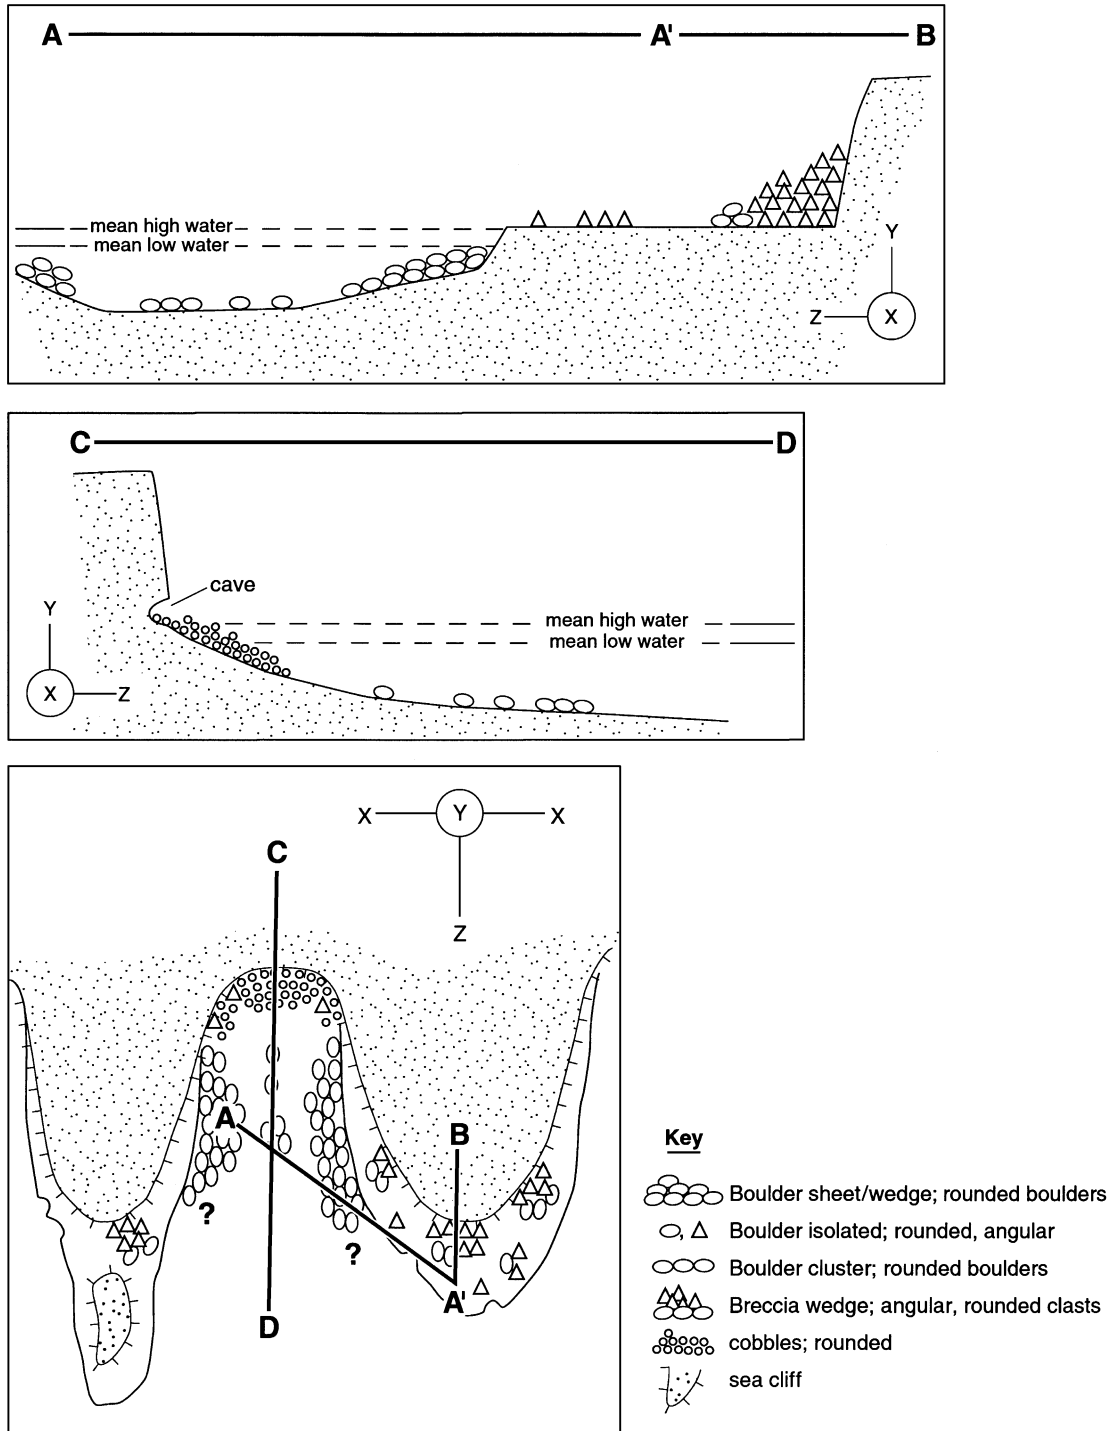 A A' B
mean high water
mean low water
Y
Z X
C D
cave
mean high water
mean low water
Y
X Z
X Y X
Z
C
B
A
?
?
A'
D
Key
Boulder sheet/wedge; rounded boulders
Boulder isolated; rounded, angular
Boulder cluster; rounded boulders
Breccia wedge; angular, rounded clasts
cobbles; rounded
sea cliff